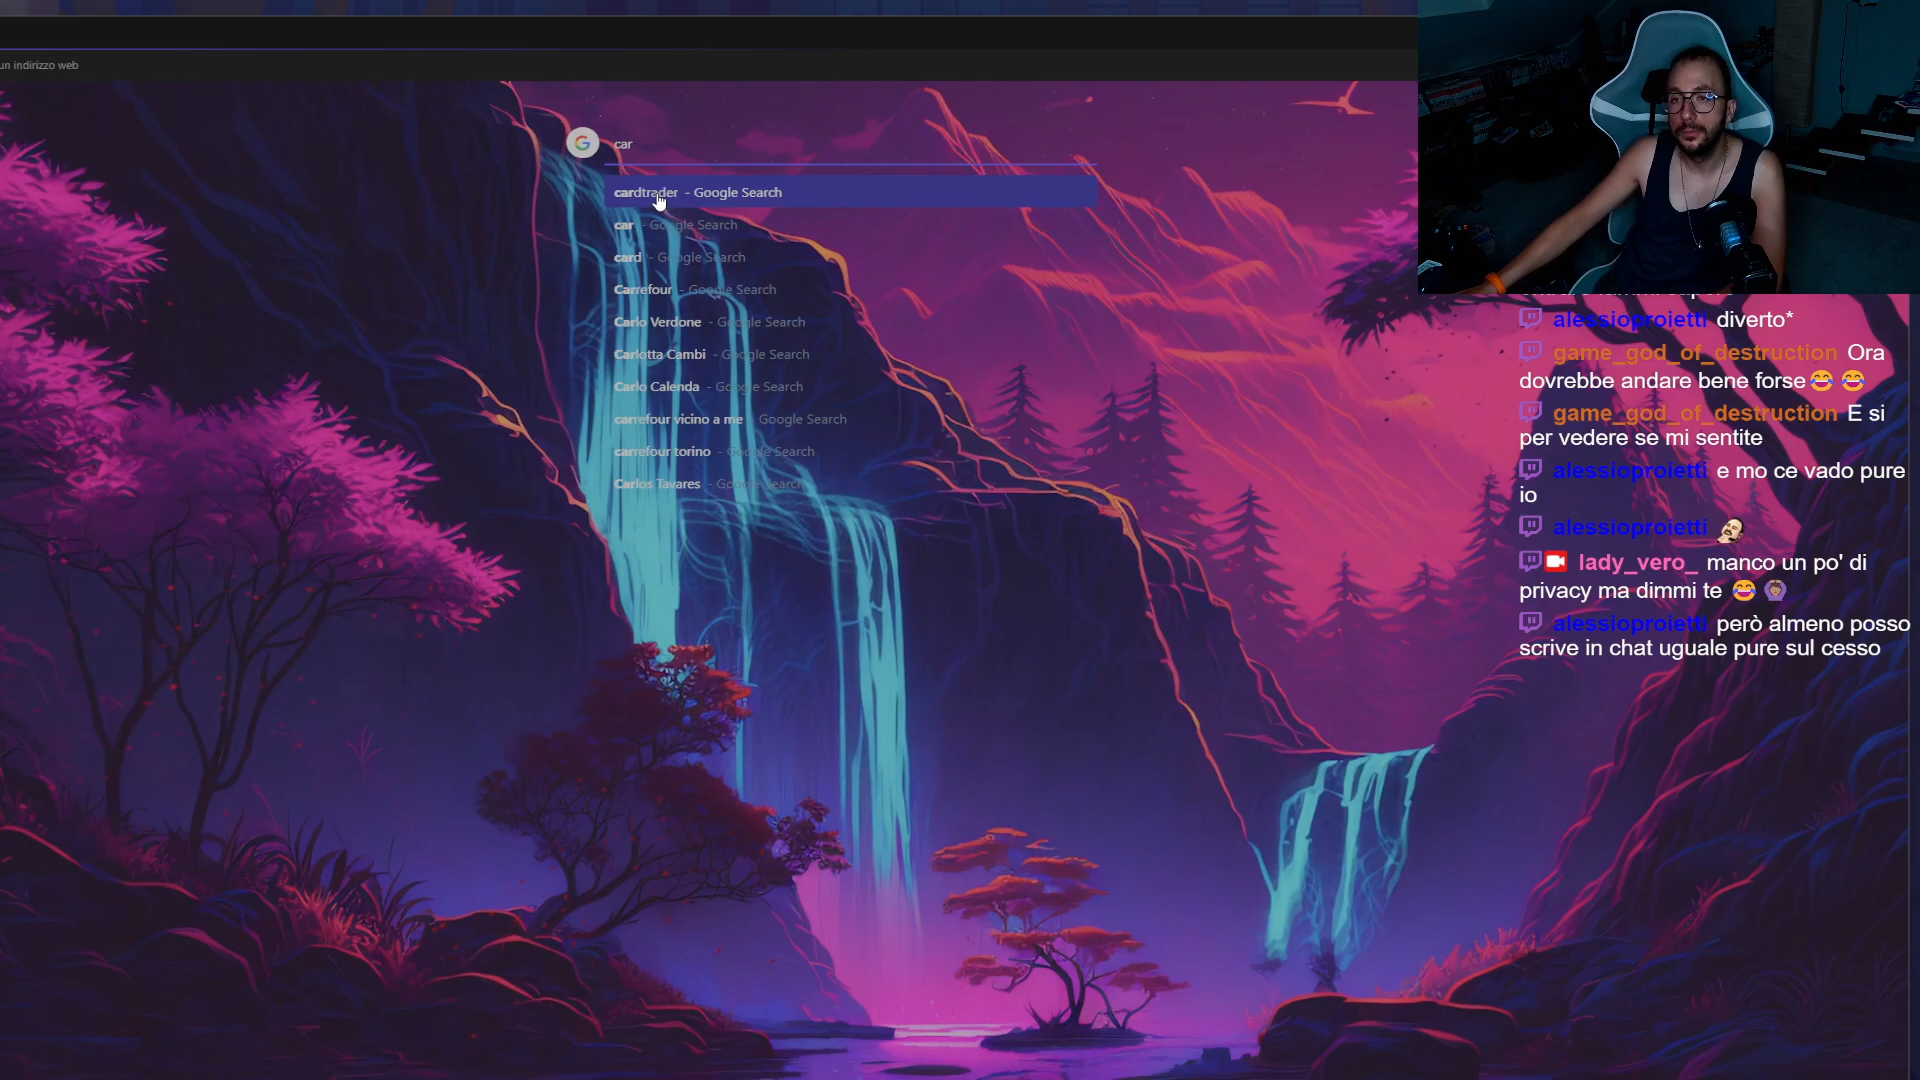 un indirizzo web
car
cardtrader - Google Search
car - Google Search
card - Google Search
Carrefour - Google Search
Carlo Verdone - Google Search
Carlotta Cambi - Google Search
Carlo Calenda - Google Search
carrefour vicino a me - Google Search
carrefour torino - Google Search
Carlos Tavares - Google Search
alessioproietti diverto*
game_god_of_destruction Ora
dovrebbe andare bene forse😂 😂
game_god_of_destruction E si
per vedere se mi sentite
alessioproietti e mo ce vado pure
io
alessioproietti
lady_vero_ manco un po' di
privacy ma dimmi te 😂
alessioproietti però almeno posso
scrive in chat uguale pure sul cesso